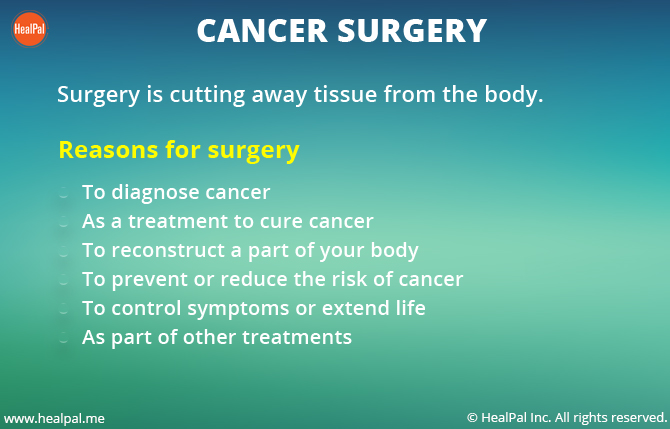 HealPal
CANCER SURGERY
Surgery is cutting away tissue from the body.
Reasons for surgery
To diagnose cancer
As a treatment to cure cancer
To reconstruct a part of your body
To prevent or reduce the risk of cancer
To control symptoms or extend life
As part of other treatments
www.healpal.me
© HealPal Inc. All rights reserved.